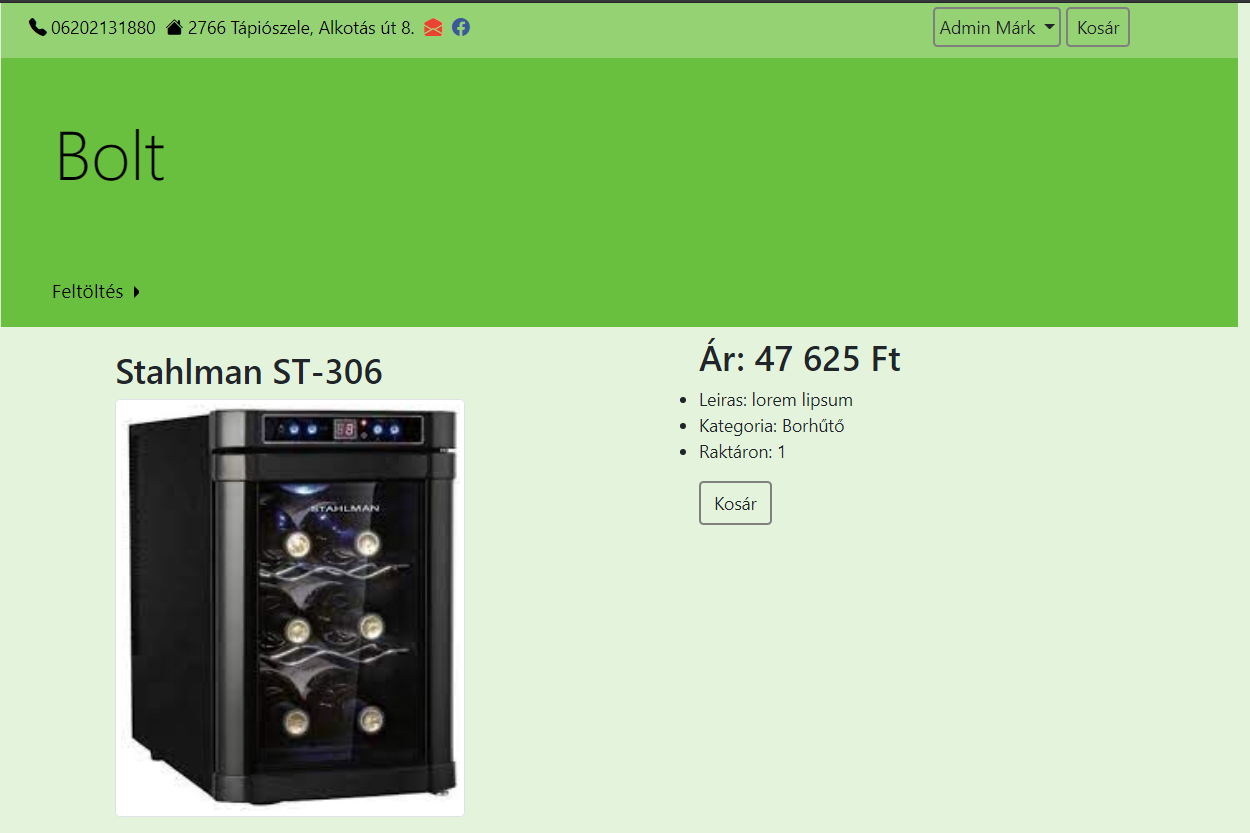 06202131880 2766 Tápiószele, Alkotás út 8. Admin Márk Kosár
Bolt
Feltöltés
Stahlman ST-306
Ár: 47 625 Ft
Leiras: lorem lipsum
Kategoria: Borhűtő
Raktáron: 1
Kosár
8
STAHLMAN